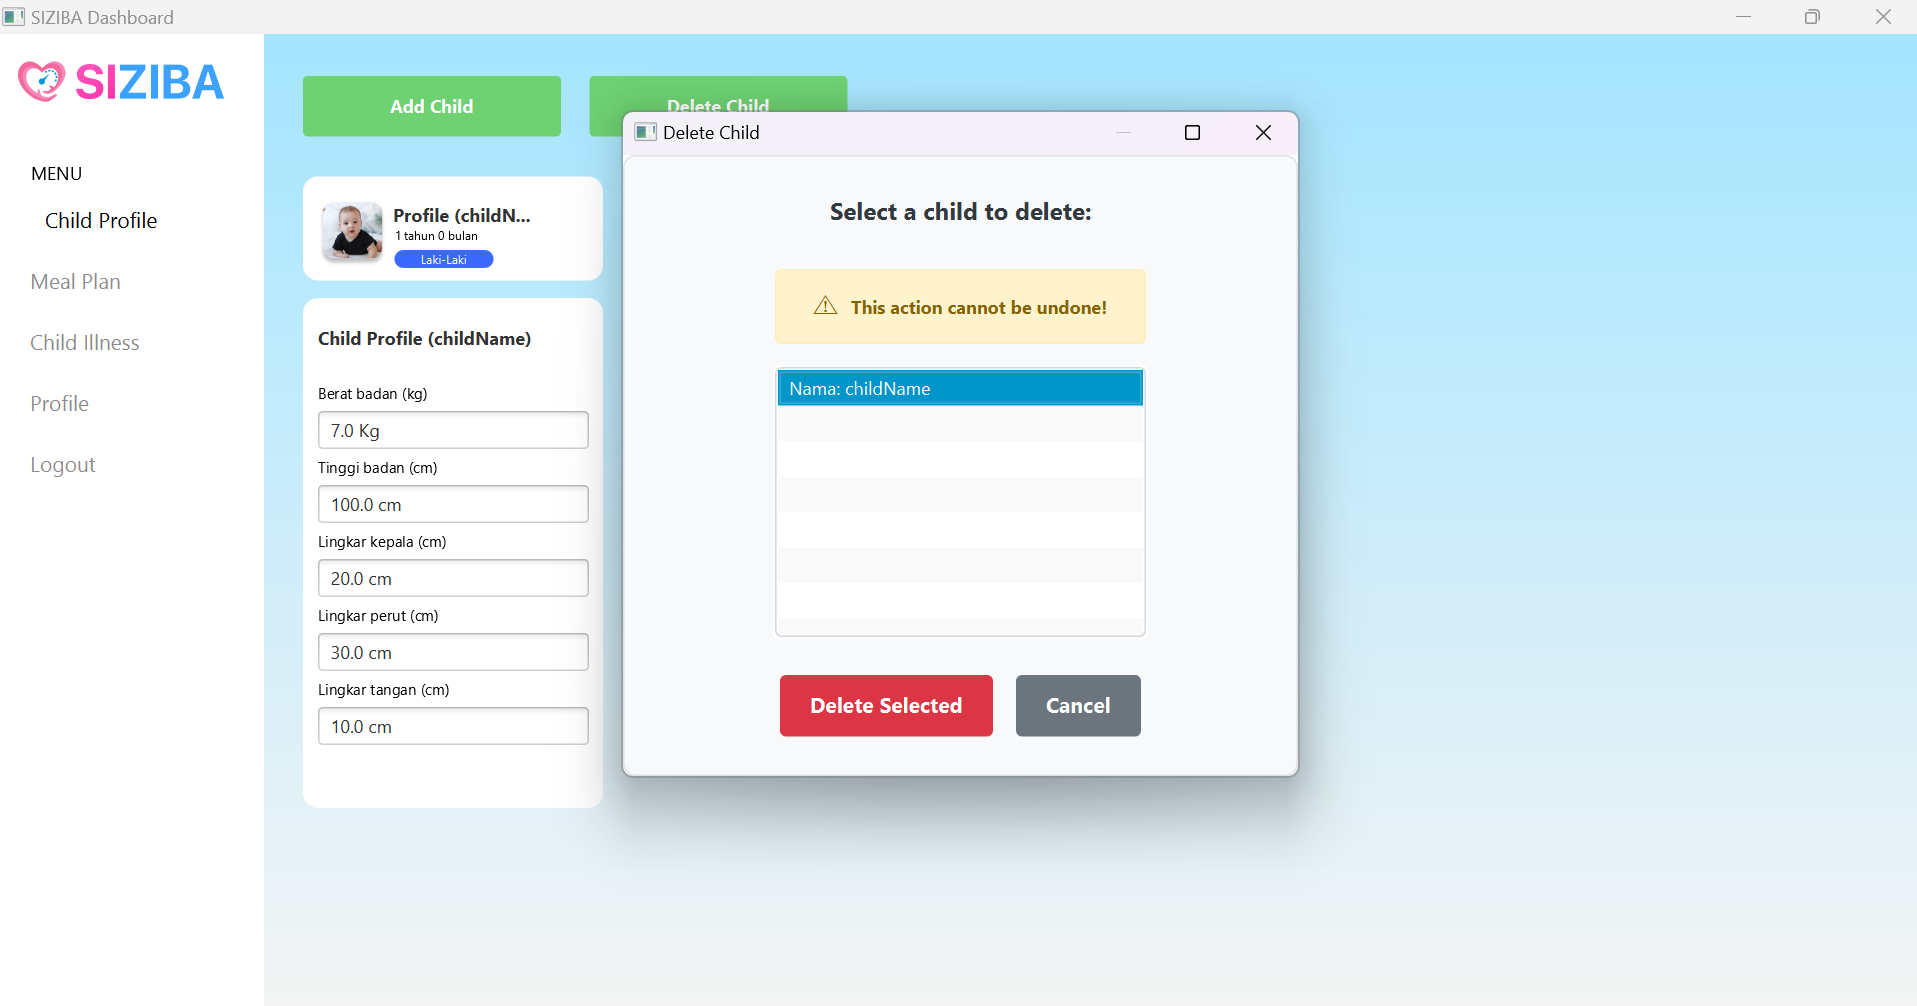 SIZIBA Dashboard
SIZIBA
MENU
Child Profile
Meal Plan
Child Illness
Profile
Logout
Add Child
Delete Child
Profile (childN...
1 tahun 0 bulan
Laki-Laki
Child Profile (childName)
Berat badan (kg)
7.0 Kg
Tinggi badan (cm)
100.0 cm
Lingkar kepala (cm)
20.0 cm
Lingkar perut (cm)
30.0 cm
Lingkar tangan (cm)
10.0 cm
Delete Child
Select a child to delete:
⚠ This action cannot be undone!
Nama: childName
Delete Selected
Cancel